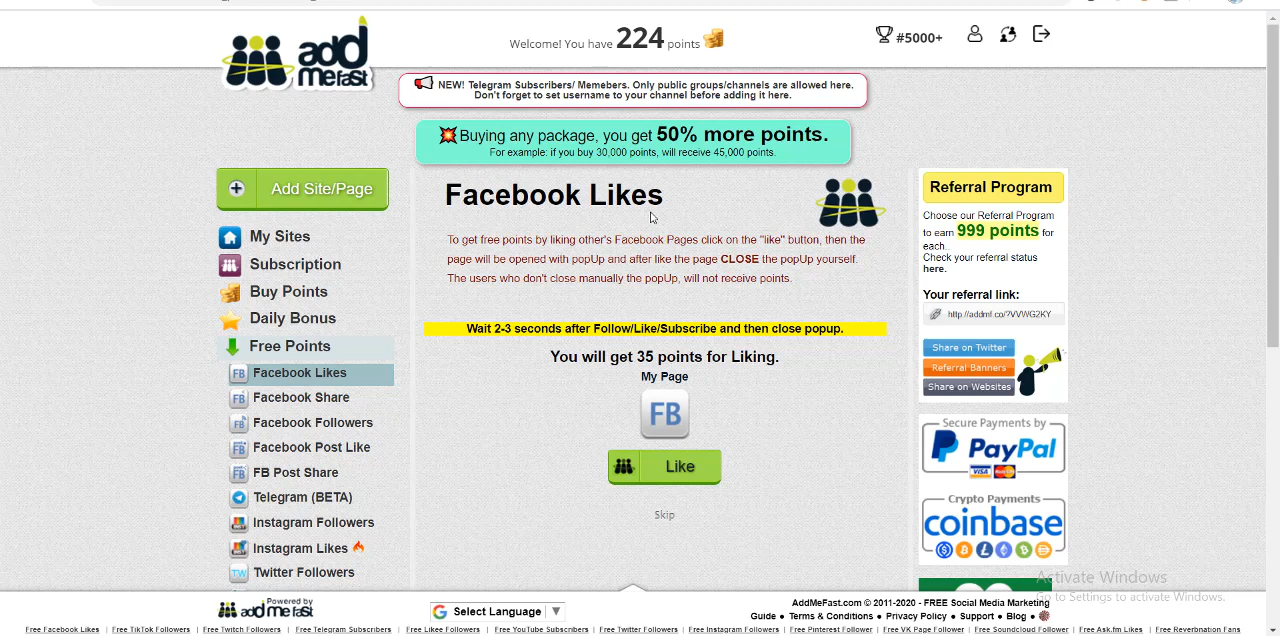 add
me fast
Welcome! You have 224 points
#5000+
NEW! Telegram Subscribers/ Memebers. Only public groups/channels are allowed here.
Don't forget to set username to your channel before adding it here.
Buying any package, you get 50% more points.
For example: if you buy 30,000 points, will receive 45,000 points.
Add Site/Page
My Sites
Subscription
Buy Points
Daily Bonus
Free Points
FB Facebook Likes
FB Facebook Share
FB Facebook Followers
FB Facebook Post Like
FB FB Post Share
Telegram (BETA)
Instagram Followers
Instagram Likes
TW Twitter Followers
Facebook Likes
To get free points by liking other's Facebook Pages click on the "like" button, then the
page will be opened with popUp and after like the page CLOSE the popUp yourself.
The users who don't close manually the popUp, will not receive points.
Wait 2-3 seconds after Follow/Like/Subscribe and then close popup.
You will get 35 points for Liking.
My Page
FB
Like
Skip
Referral Program
Choose our Referral Program
to earn 999 points for
each..
Check your referral status
here.
Your referral link:
http://addmf.co/?VVWG2KY
Share on Twitter
Referral Banners
Share on Websites
Secure Payments by
PayPal
VISA
Crypto Payments
coinbase
Activate Windows
Go to Settings to activate Windows.
Powered by
addmefast
Select Language ▼
AddMeFast.com © 2011-2020 - FREE Social Media Marketing
Guide • Terms & Conditions • Privacy Policy • Support • Blog •
Free Facebook Likes | Free TikTok Followers | Free Twitch Followers | Free Telegram Subscribers | Free Likee Followers | Free YouTube Subscribers | Free Twitter Followers | Free Instagram Followers | Free Pinterest Follower | Free VK Page Follower | Free Soundcloud Follower | Free Ask.fm Likes | Free Reverbnation Fans